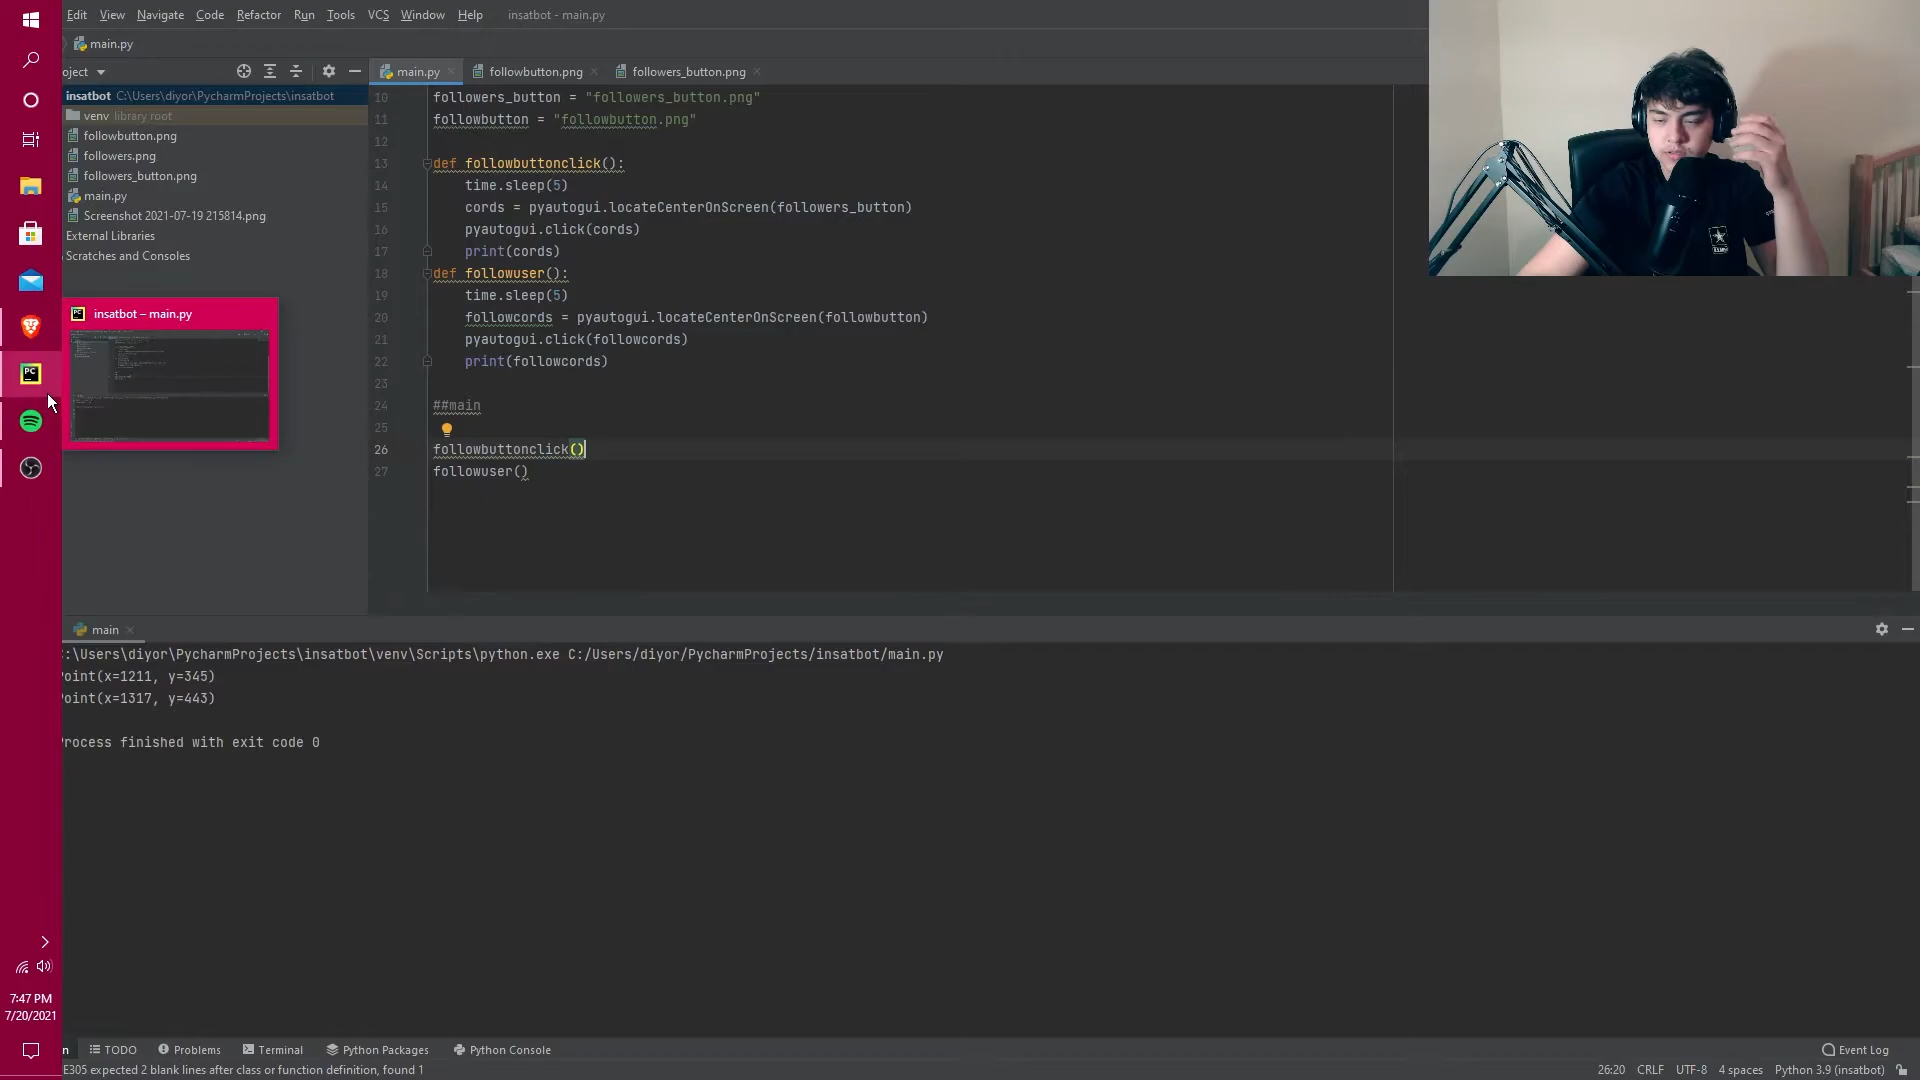 Edit View Navigate Code Refactor Run Tools VCS Window Help insatbot - main.py
main.py
oject
main.py followbutton.png followers_button.png
insatbot C:\Users\diyor\PycharmProjects\insatbot
venv library root
followbutton.png
followers.png
followers_button.png
main.py
Screenshot 2021-07-19 215814.png
External Libraries
Scratches and Consoles
insatbot – main.py
10 followers_button = "followers_button.png"
11 followbutton = "followbutton.png"
12
13 def followbuttonclick():
14 time.sleep(5)
15 cords = pyautogui.locateCenterOnScreen(followers_button)
16 pyautogui.click(cords)
17 print(cords)
18 def followuser():
19 time.sleep(5)
20 followcords = pyautogui.locateCenterOnScreen(followbutton)
21 pyautogui.click(followcords)
22 print(followcords)
23
24 ##main
25
26 followbuttonclick()
27 followuser()
main
:\Users\diyor\PycharmProjects\insatbot\venv\Scripts\python.exe C:/Users/diyor/PycharmProjects/insatbot/main.py
oint(x=1211, y=345)
oint(x=1317, y=443)
rocess finished with exit code 0
7:47 PM
7/20/2021
n TODO Problems Terminal Python Packages Python Console Event Log
E305 expected 2 blank lines after class or function definition, found 1 26:20 CRLF UTF-8 4 spaces Python 3.9 (insatbot)